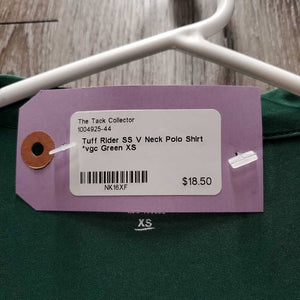 The Tack Collector
1004925-44
Tuff Rider SS V Neck Polo Shirt
*vgc Green XS
NK16XF
$18.50
XS